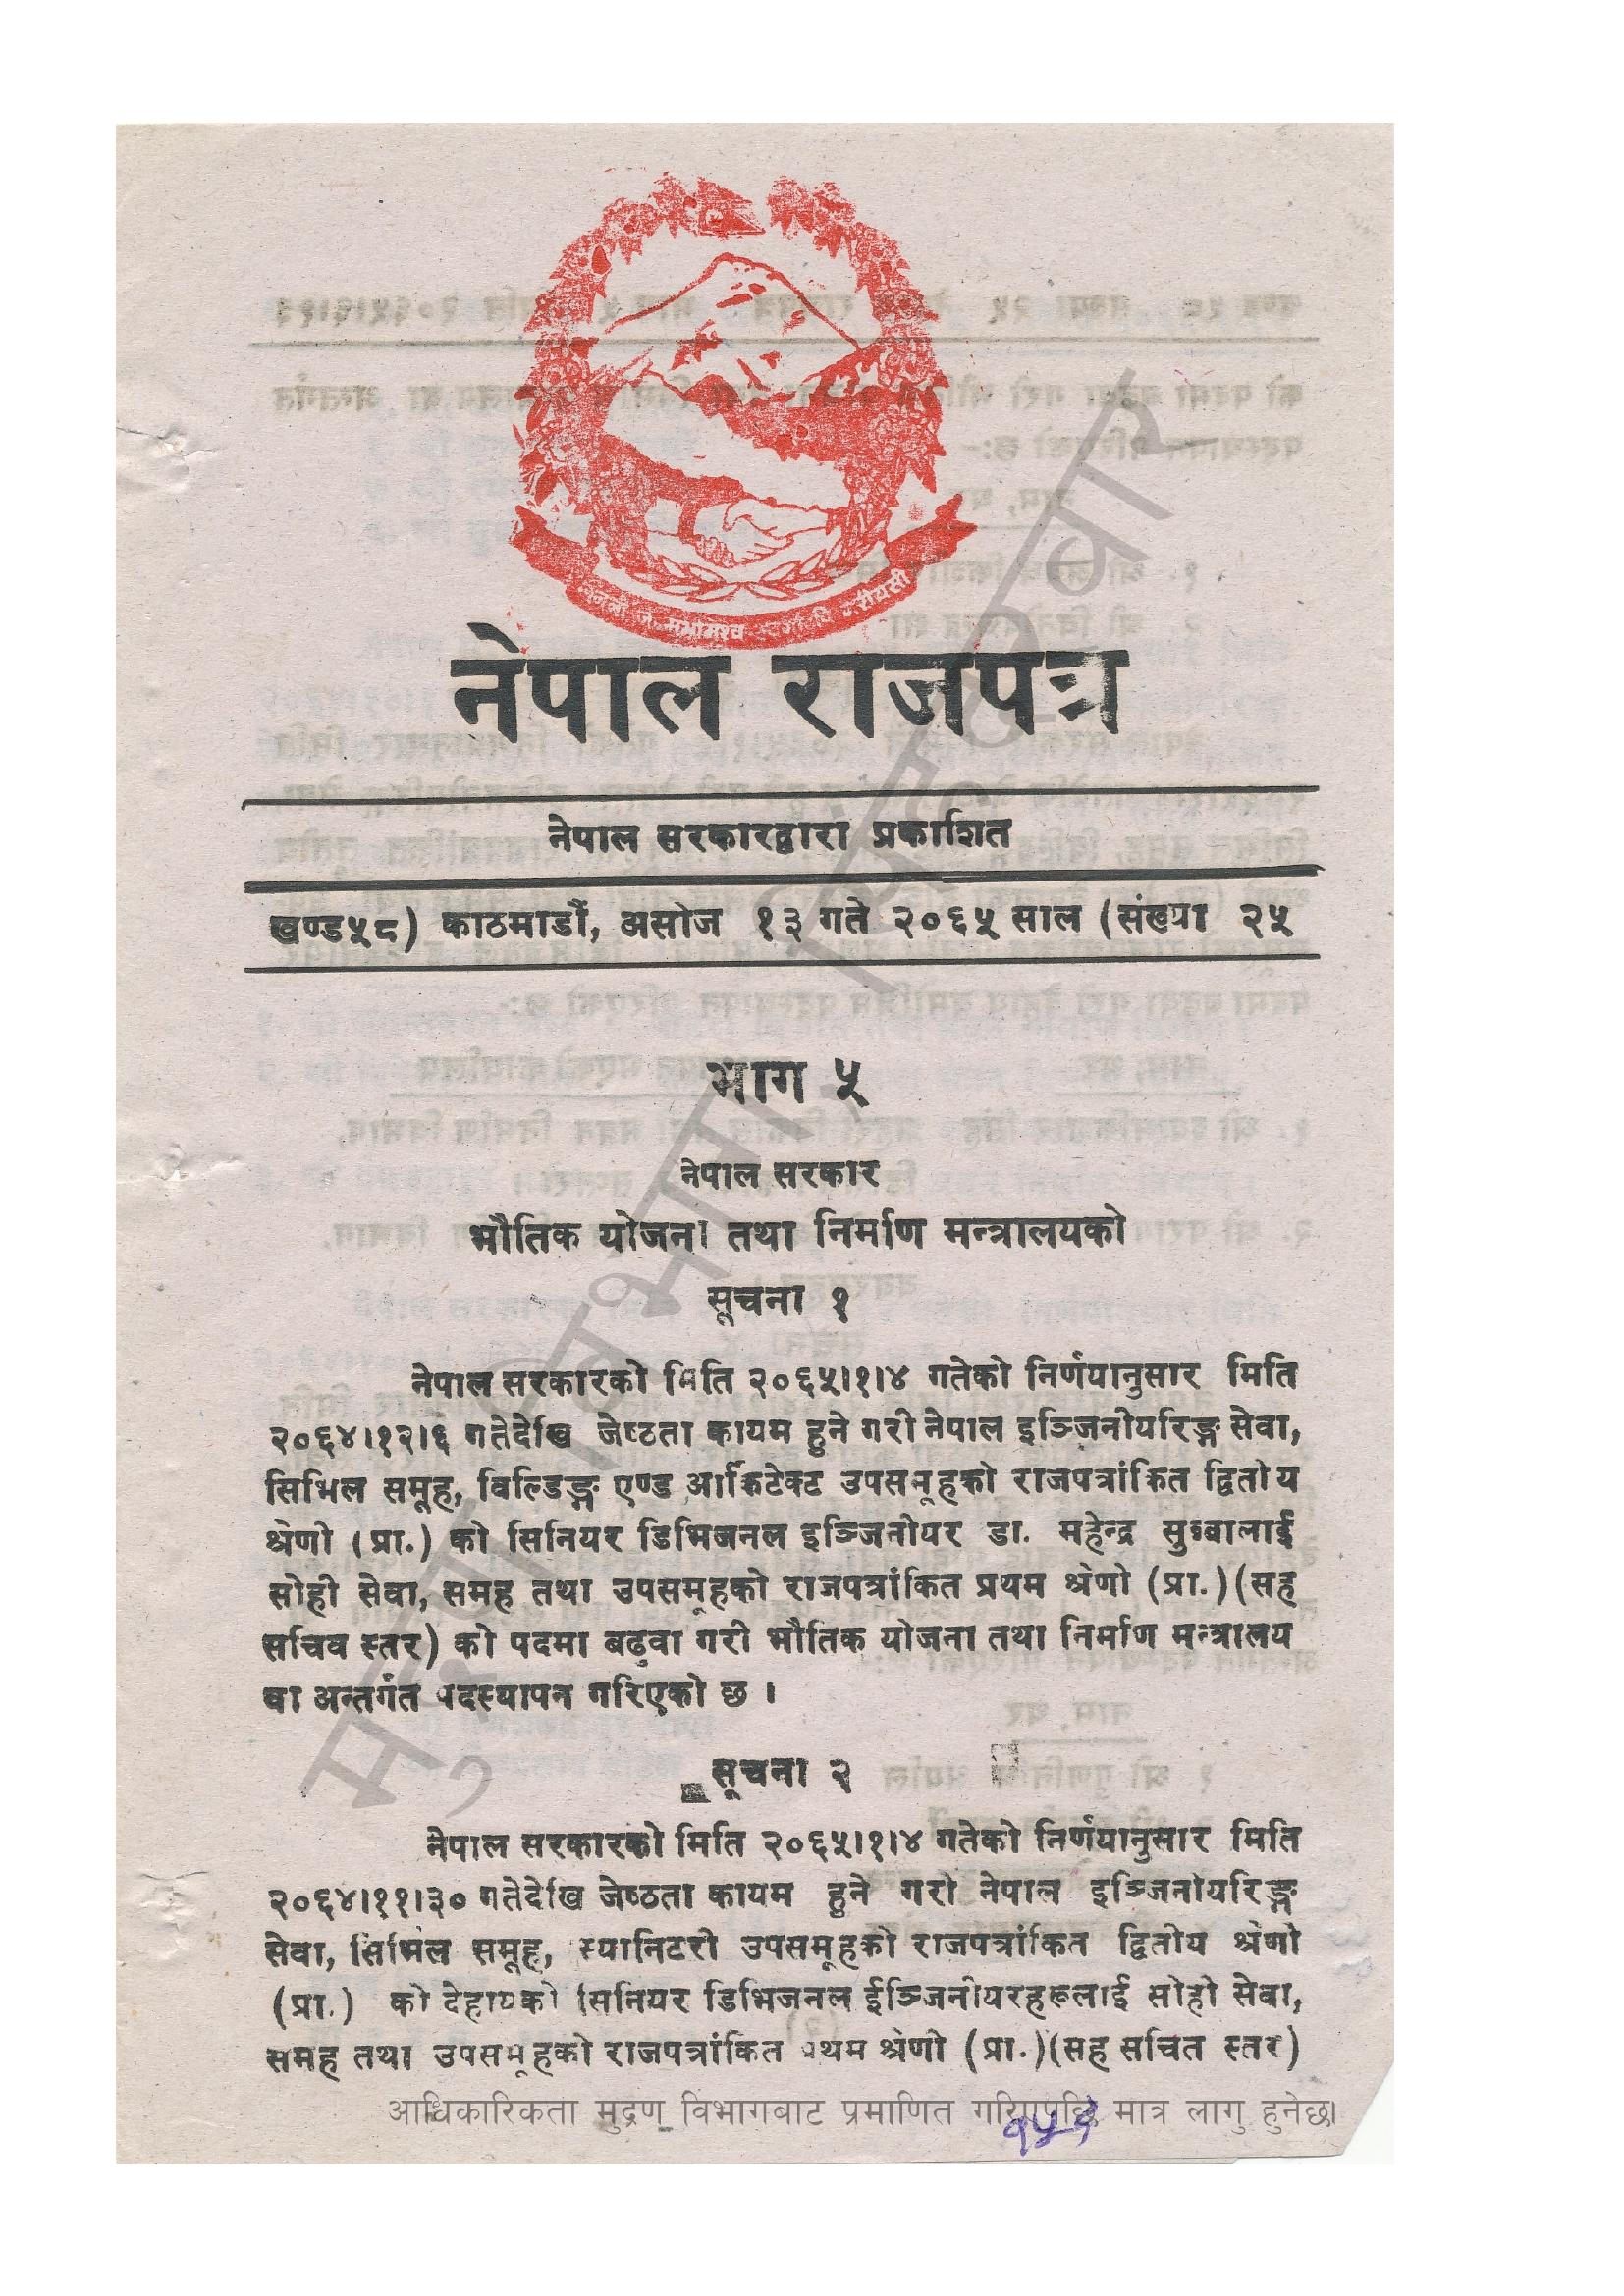 नेपाल राजपत्र
नेपाल सरकारद्वारा प्रकाशित
खण्ड५८) काठमाडौं, असोज १३ गते २०६५ साल (संख्या २५
भाग ५
नेपाल सरकार
भौतिक योजना तथा निर्माण मन्त्रालयको
सूचना १
नेपाल सरकारको मिति २०६५।१।४ गतेको निर्णयानुसार मिति
२०६४।१२।६ गतेदेखि जेष्ठता कायम हुने गरी नेपाल इञ्जिनीयरिङ्ग सेवा,
सिभिल समूह, विल्डिङ्ग एण्ड आर्किटेक्ट उपसमूहको राजपत्रांकित द्वितीय
श्रेणी (प्रा.) को सिनियर डिभिजनल इञ्जिनीयर डा. महेन्द्र सुब्बालाई
सोही सेवा, समूह तथा उपसमूहको राजपत्रांकित प्रथम श्रेणी (प्रा.)(सह
सचिव स्तर) को पदमा बढुवा गरी भौतिक योजना तथा निर्माण मन्त्रालय
वा अन्तर्गत पदस्थापन गरिएको छ ।
सूचना २
नेपाल सरकारको मिति २०६५।१।४ गतेको निर्णयानुसार मिति
२०६४।११।३० गतेदेखि जेष्ठता कायम हुने गरी नेपाल इञ्जिनीयरिङ्ग
सेवा, सिभिल समूह, स्यानिटरी उपसमूहको राजपत्रांकित द्वितीय श्रेणी
(प्रा.) को देहायको सिनियर डिभिजनल ईञ्जिनीयरहरूलाई सोही सेवा,
समूह तथा उपसमूहको राजपत्रांकित प्रथम श्रेणी (प्रा.)(सह सचित स्तर)
आधिकारिकता मुद्रण विभागबाट प्रमाणित गरिएपछि मात्र लागु हुनेछ।